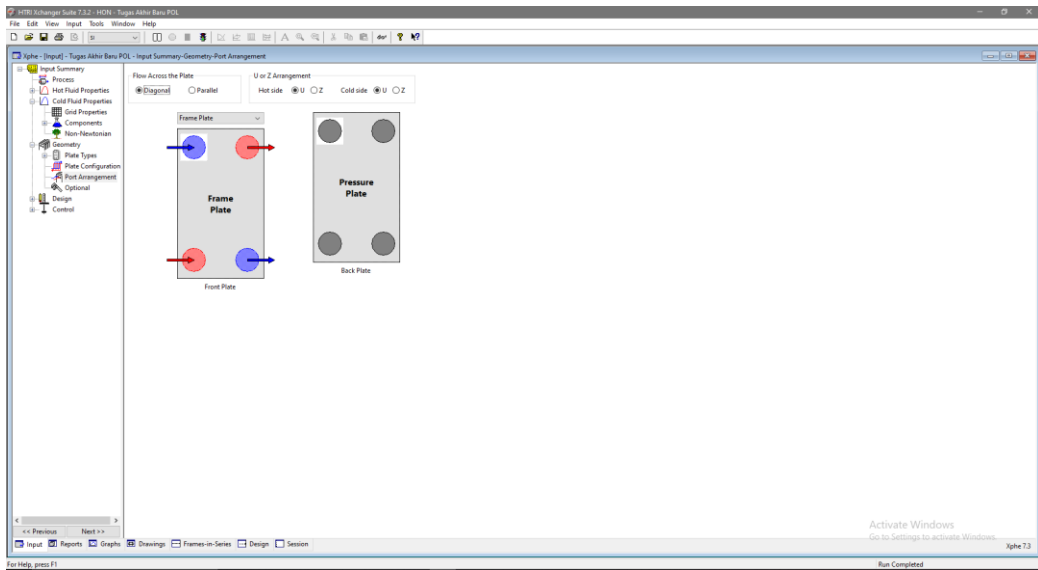 HTRI Xchanger Suite 7.3.2 - HON - Tugas Akhir Baru POL
File Edit View Input Tools Window Help
SI
Xphe - [Input] - Tugas Akhir Baru POL - Input Summary-Geometry-Port Arrangement
Input Summary
Process
Hot Fluid Properties
Cold Fluid Properties
Grid Properties
Components
Non-Newtonian
Geometry
Plate Types
Plate Configuration
Port Arrangement
Optional
Design
Control
Flow Across the Plate
Diagonal Parallel
U or Z Arrangement
Hot side U Z Cold side U Z
Frame Plate
Frame
Plate
Front Plate
Pressure
Plate
Back Plate
<< Previous Next >>
Activate Windows
Go to Settings to activate Windows.
Input Reports Graphs Drawings Frames-in-Series Design Session
Xphe 7.3
For Help, press F1
Run Completed